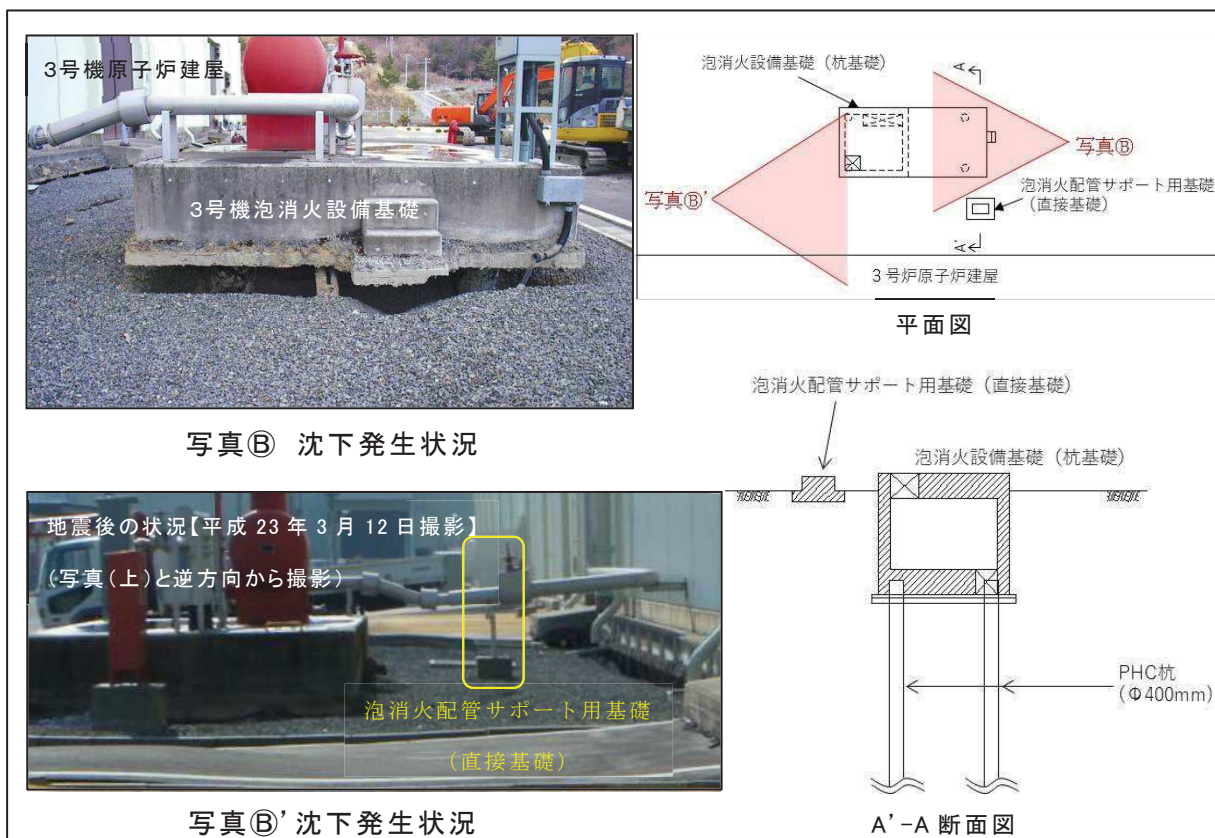 3号機原子炉建屋
3号機泡消火設備基礎
写真Ⓑ 沈下発生状況
泡消火設備基礎（杭基礎）
A
写真Ⓑ
写真Ⓑ'
泡消火配管サポート用基礎
（直接基礎）
A'
3号炉原子炉建屋
平面図
地震後の状況【平成23年3月12日撮影】
（写真（上）と逆方向から撮影）
泡消火配管サポート用基礎
（直接基礎）
写真Ⓑ'沈下発生状況
泡消火配管サポート用基礎（直接基礎）
泡消火設備基礎（杭基礎）
PHC杭
(Φ400mm)
A'-A 断面図